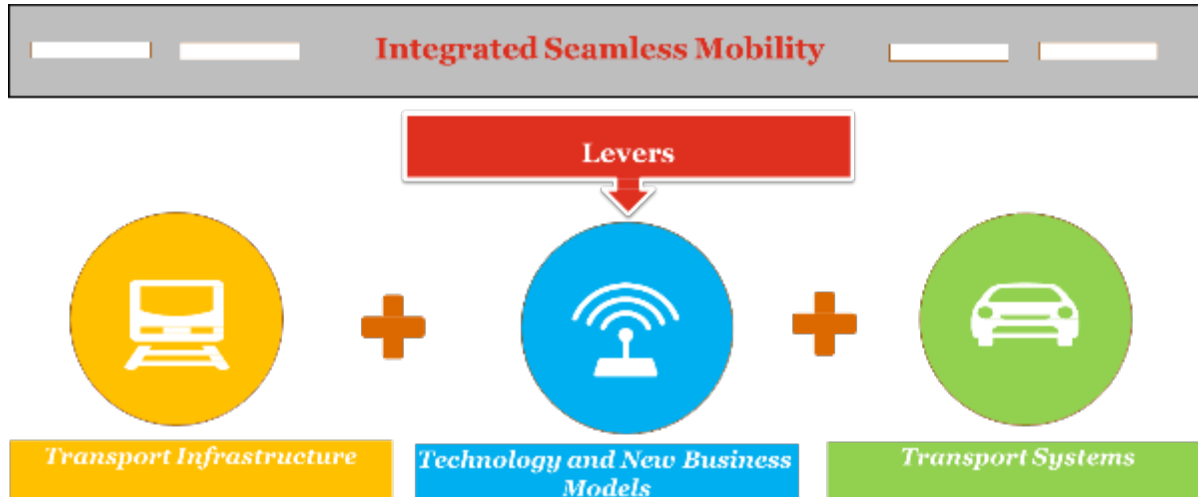 Integrated Seamless Mobility
Levers
Transport Infrastructure
Technology and New Business
Models
Transport Systems